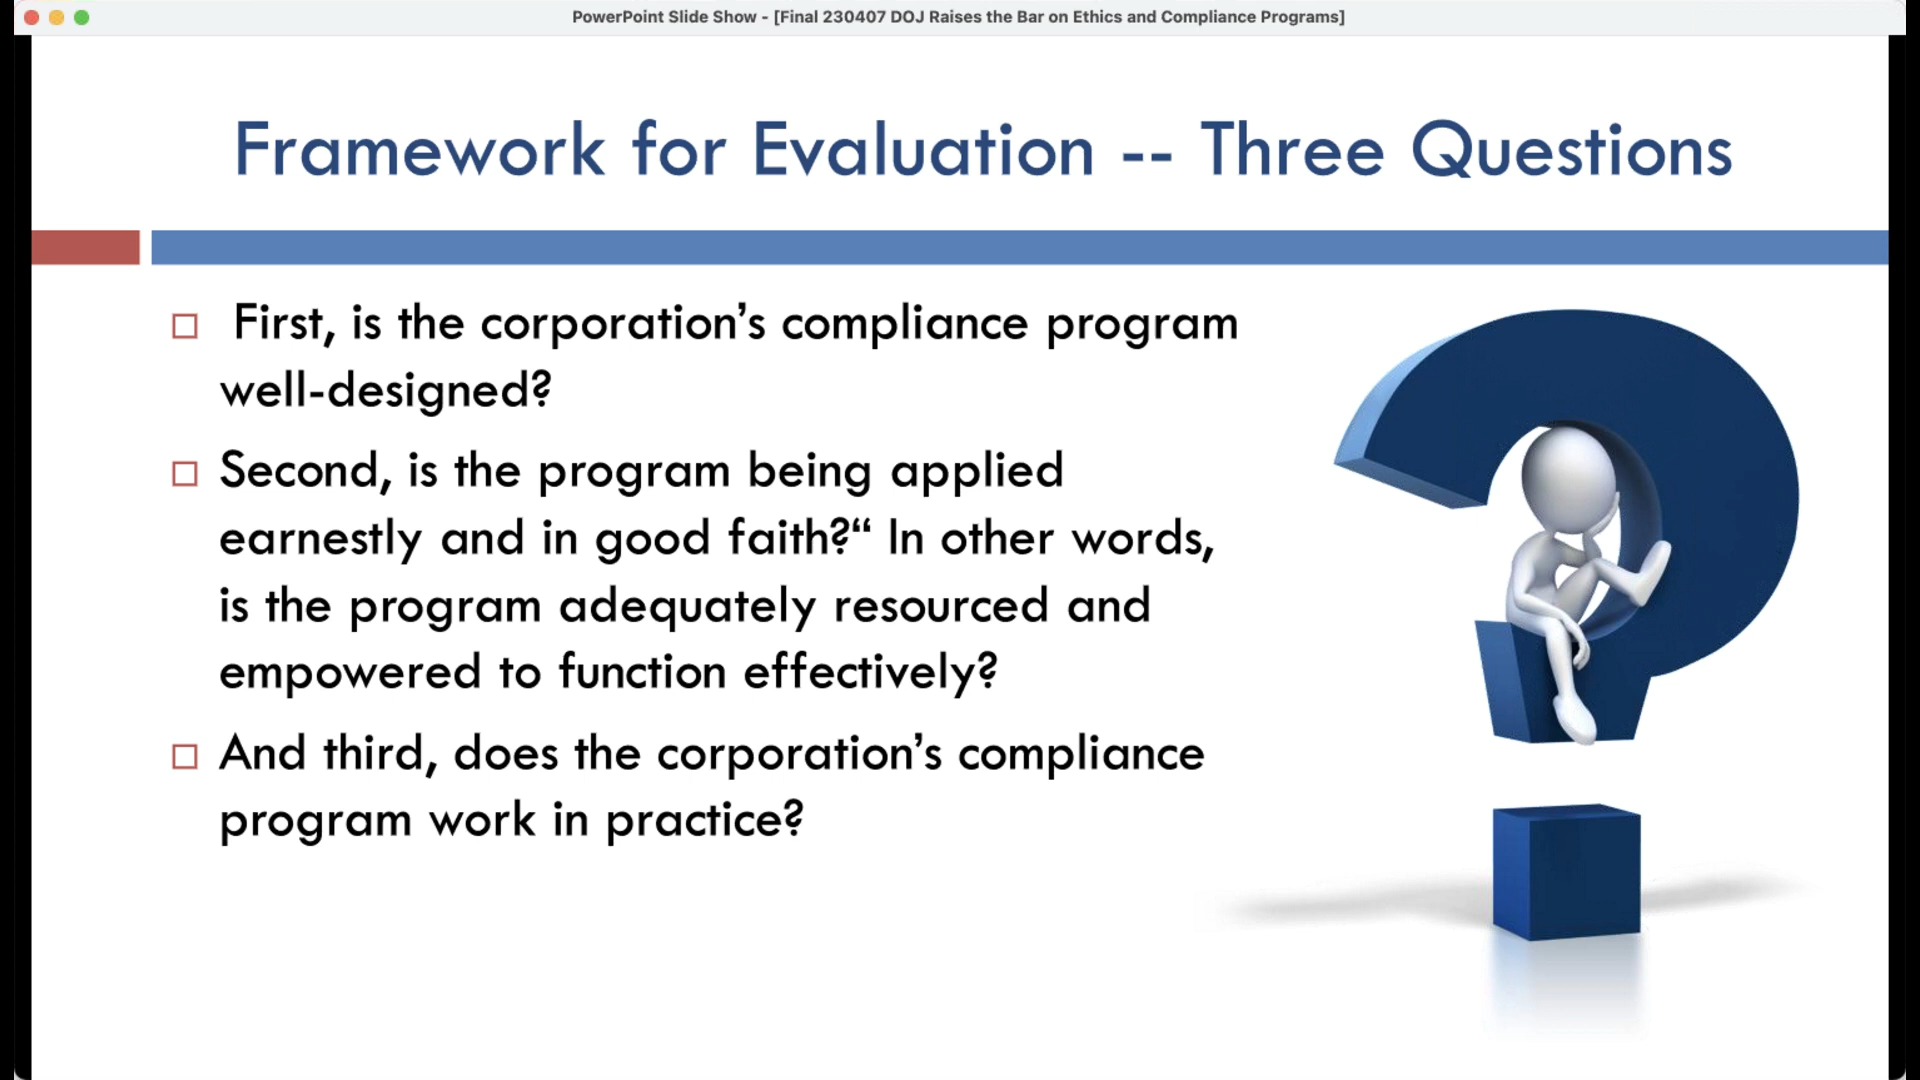 PowerPoint Slide Show - [Final 230407 DOJ Raises the Bar on Ethics and Compliance Programs]
Framework for Evaluation -- Three Questions
First, is the corporation’s compliance program
well-designed?
Second, is the program being applied
earnestly and in good faith?“ In other words,
is the program adequately resourced and
empowered to function effectively?
And third, does the corporation’s compliance
program work in practice?